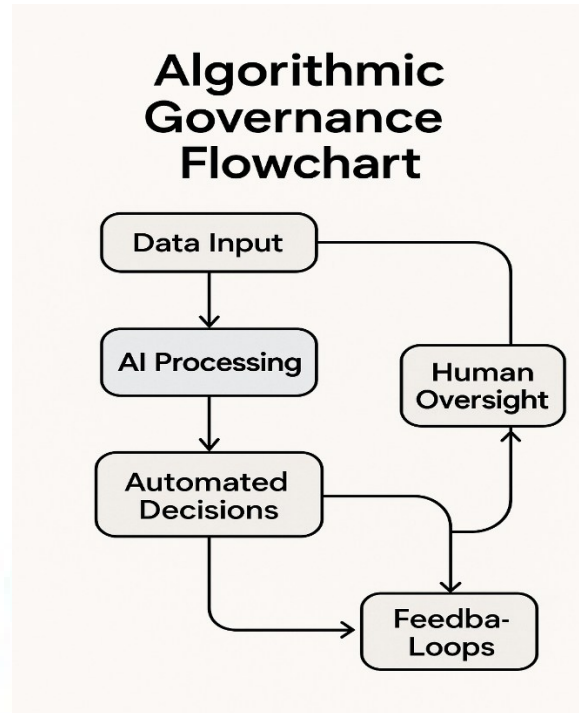 Algorithmic
Governance
Flowchart
Data Input
AI Processing
Human
Oversight
Automated
Decisions
Feedba-
Loops